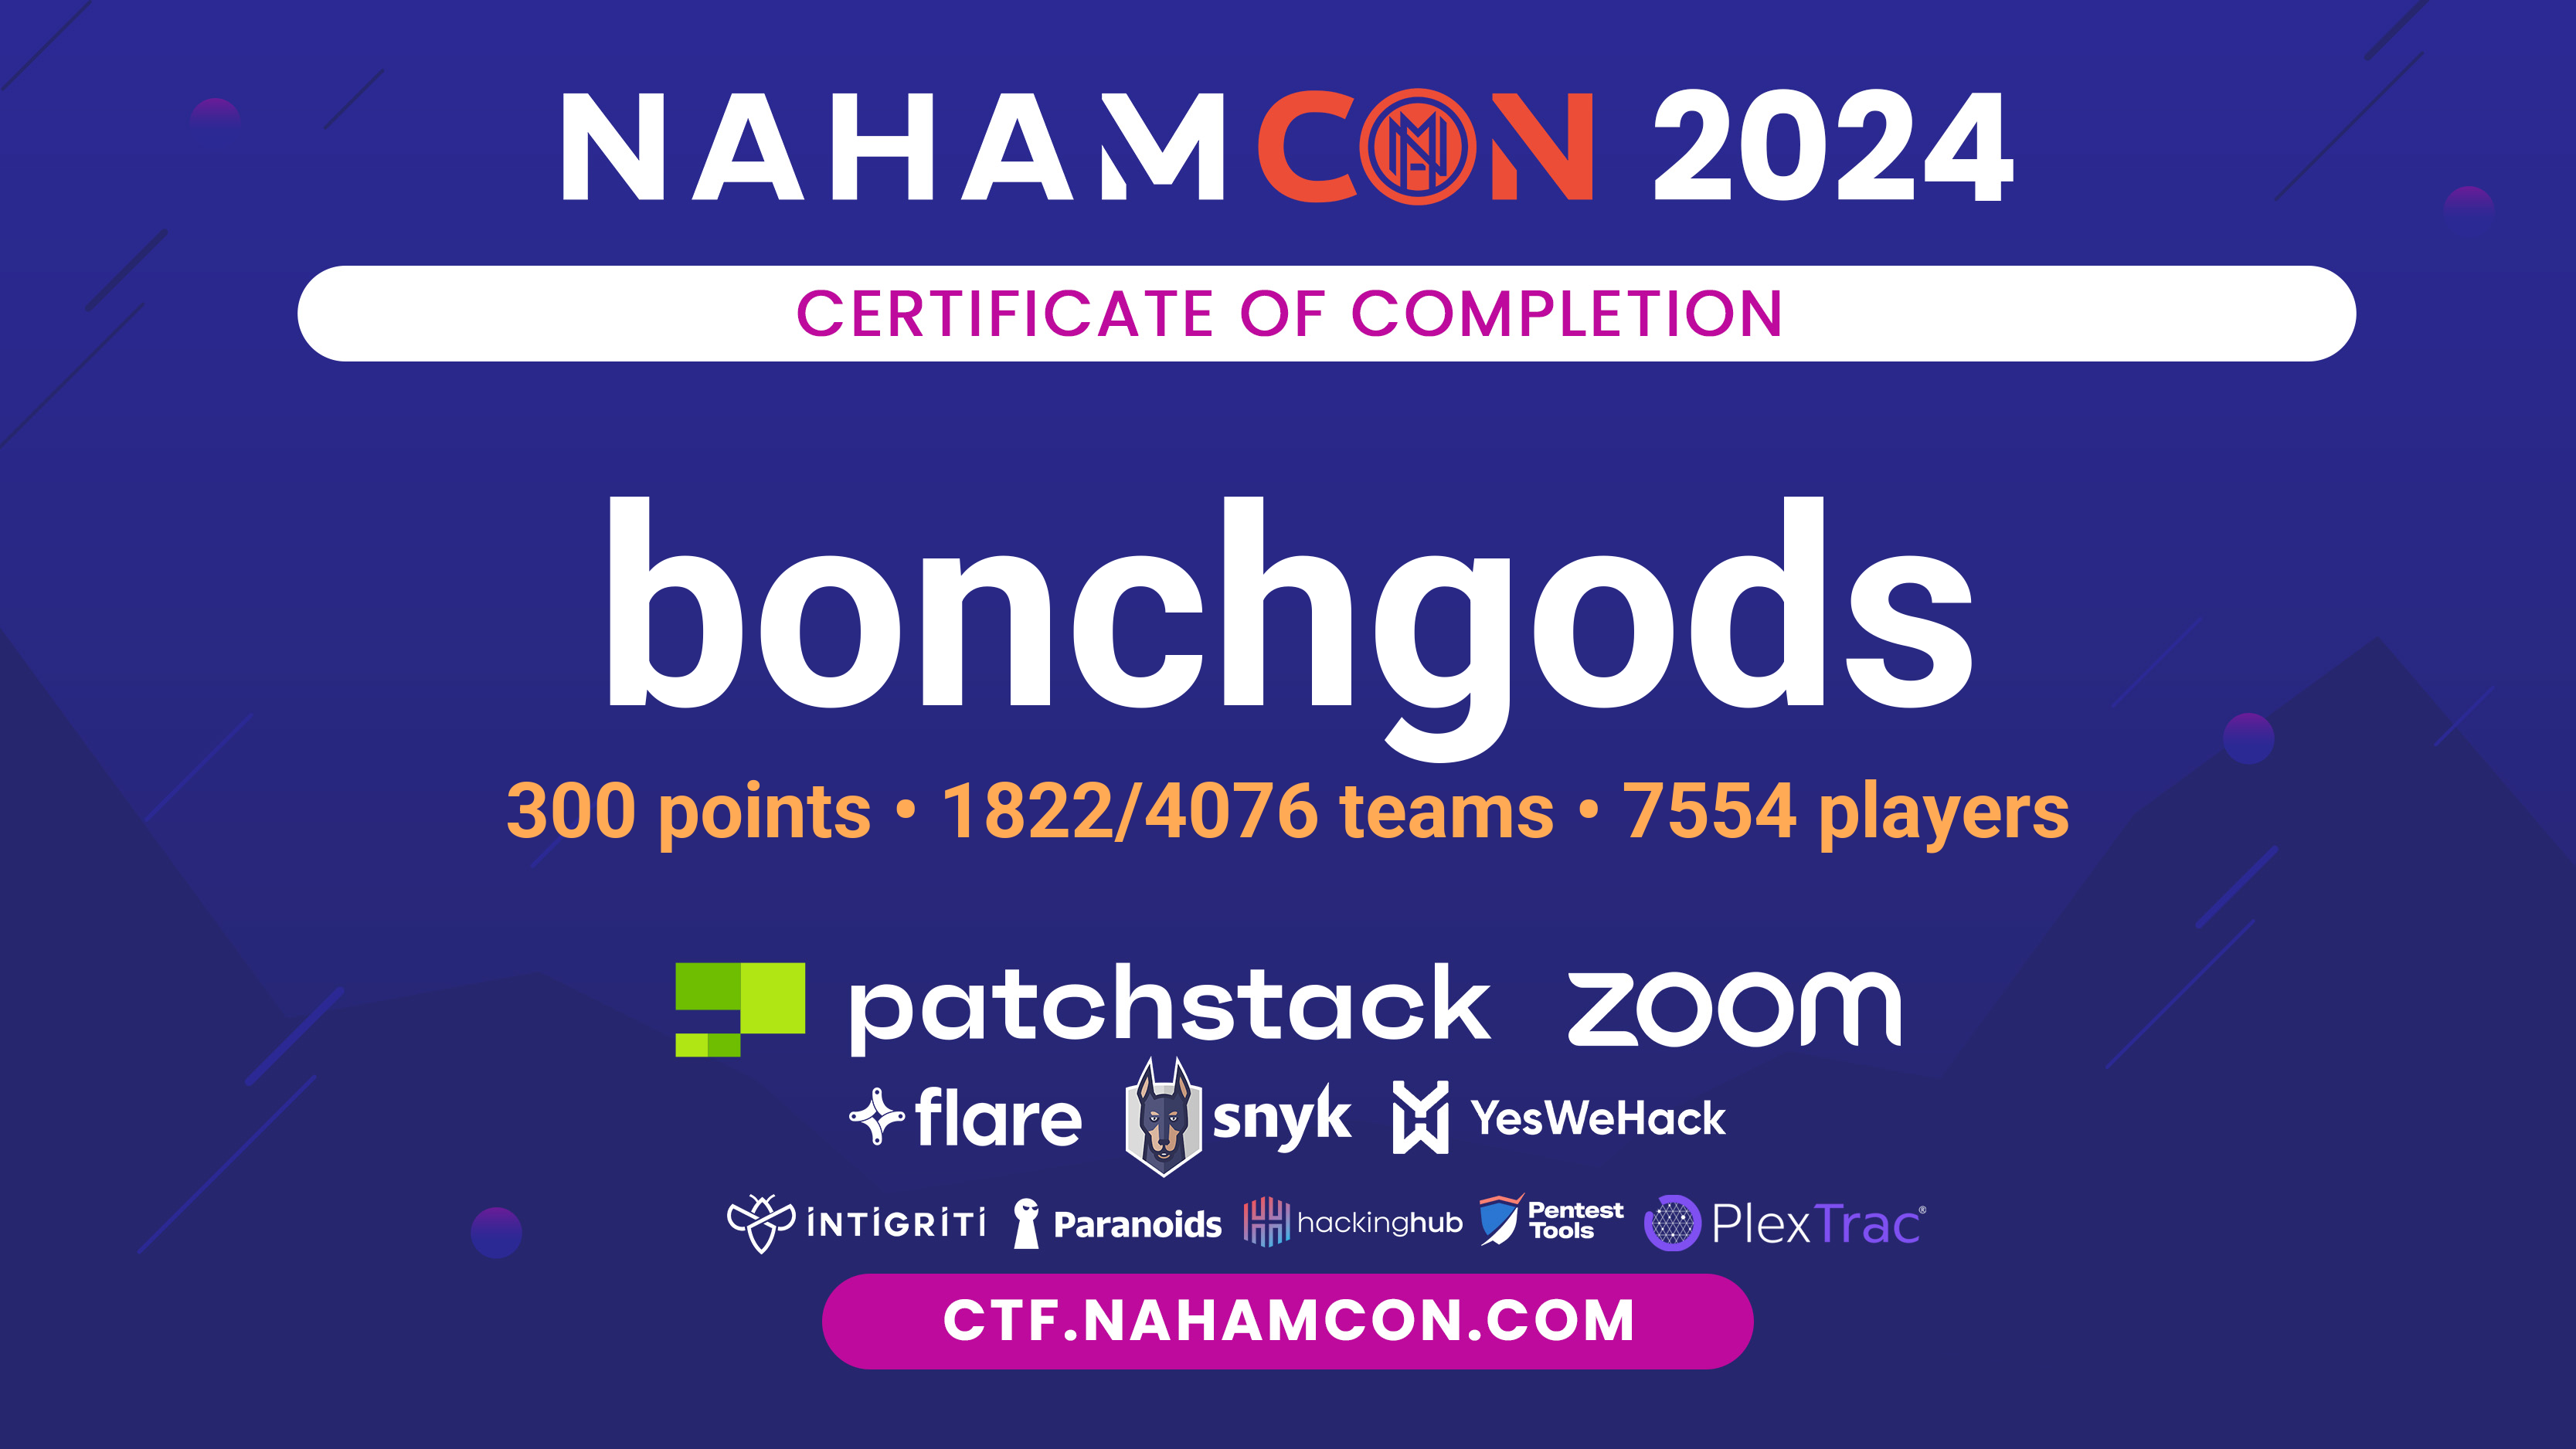 NAHAMCON 2024
CERTIFICATE OF COMPLETION
bonchgods
300 points • 1822/4076 teams • 7554 players
patchstack zoom
flare snyk YesWeHack
INTIGRITI Paranoids hackinghub Pentest Tools PlexTrac®
CTF.NAHAMCON.COM